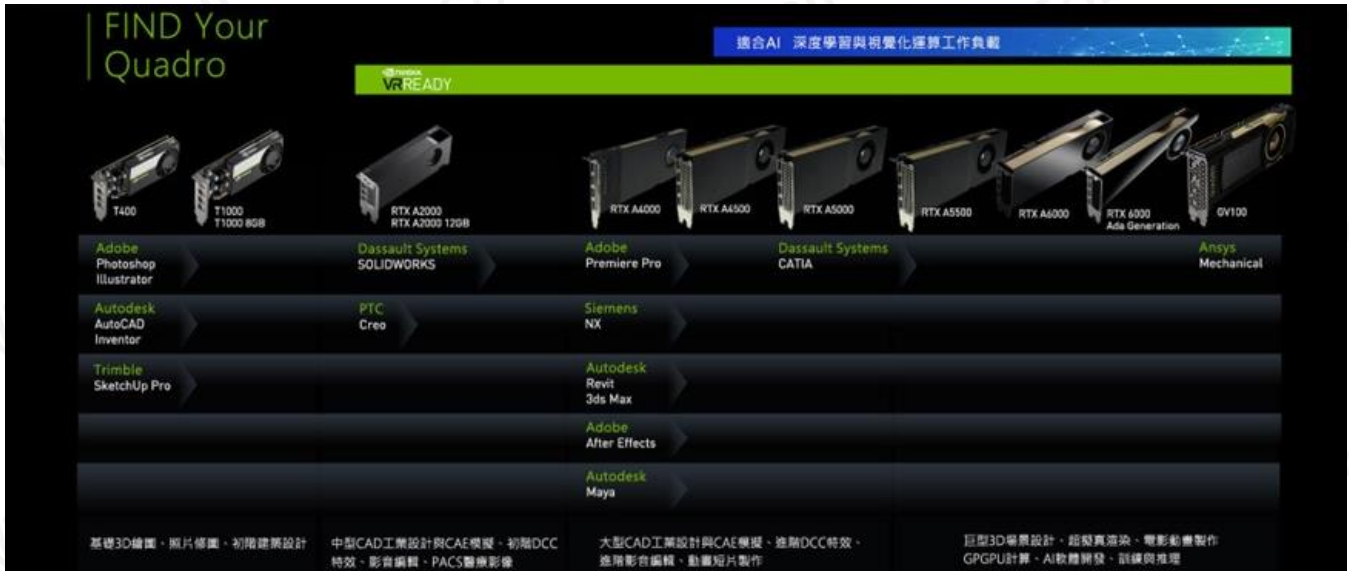 FIND Your
Quadro
適合AI 深度學習與視覺化運算工作負載
NVIDIA
VR READY
T400
T1000
T1000 8GB
RTX A2000
RTX A2000 12GB
RTX A4000
RTX A4500
RTX A5000
RTX A5500
RTX A6000
RTX 6000
Ada Generation
GV100
Adobe
Photoshop
Illustrator
Dassault Systems
SOLIDWORKS
Adobe
Premiere Pro
Dassault Systems
CATIA
Ansys
Mechanical
Autodesk
AutoCAD
Inventor
PTC
Creo
Siemens
NX
Trimble
SketchUp Pro
Autodesk
Revit
3ds Max
Adobe
After Effects
Autodesk
Maya
基礎3D繪圖、照片修圖、初階建築設計
中型CAD工業設計與CAE模擬、初階DCC
特效、影音編輯、PACS醫療影像
大型CAD工業設計與CAE模擬、進階DCC特效、
進階影音編輯、動畫短片製作
巨型3D場景設計、超擬真渲染、電影動畫製作
GPGPU計算、AI軟體開發、訓練與推理